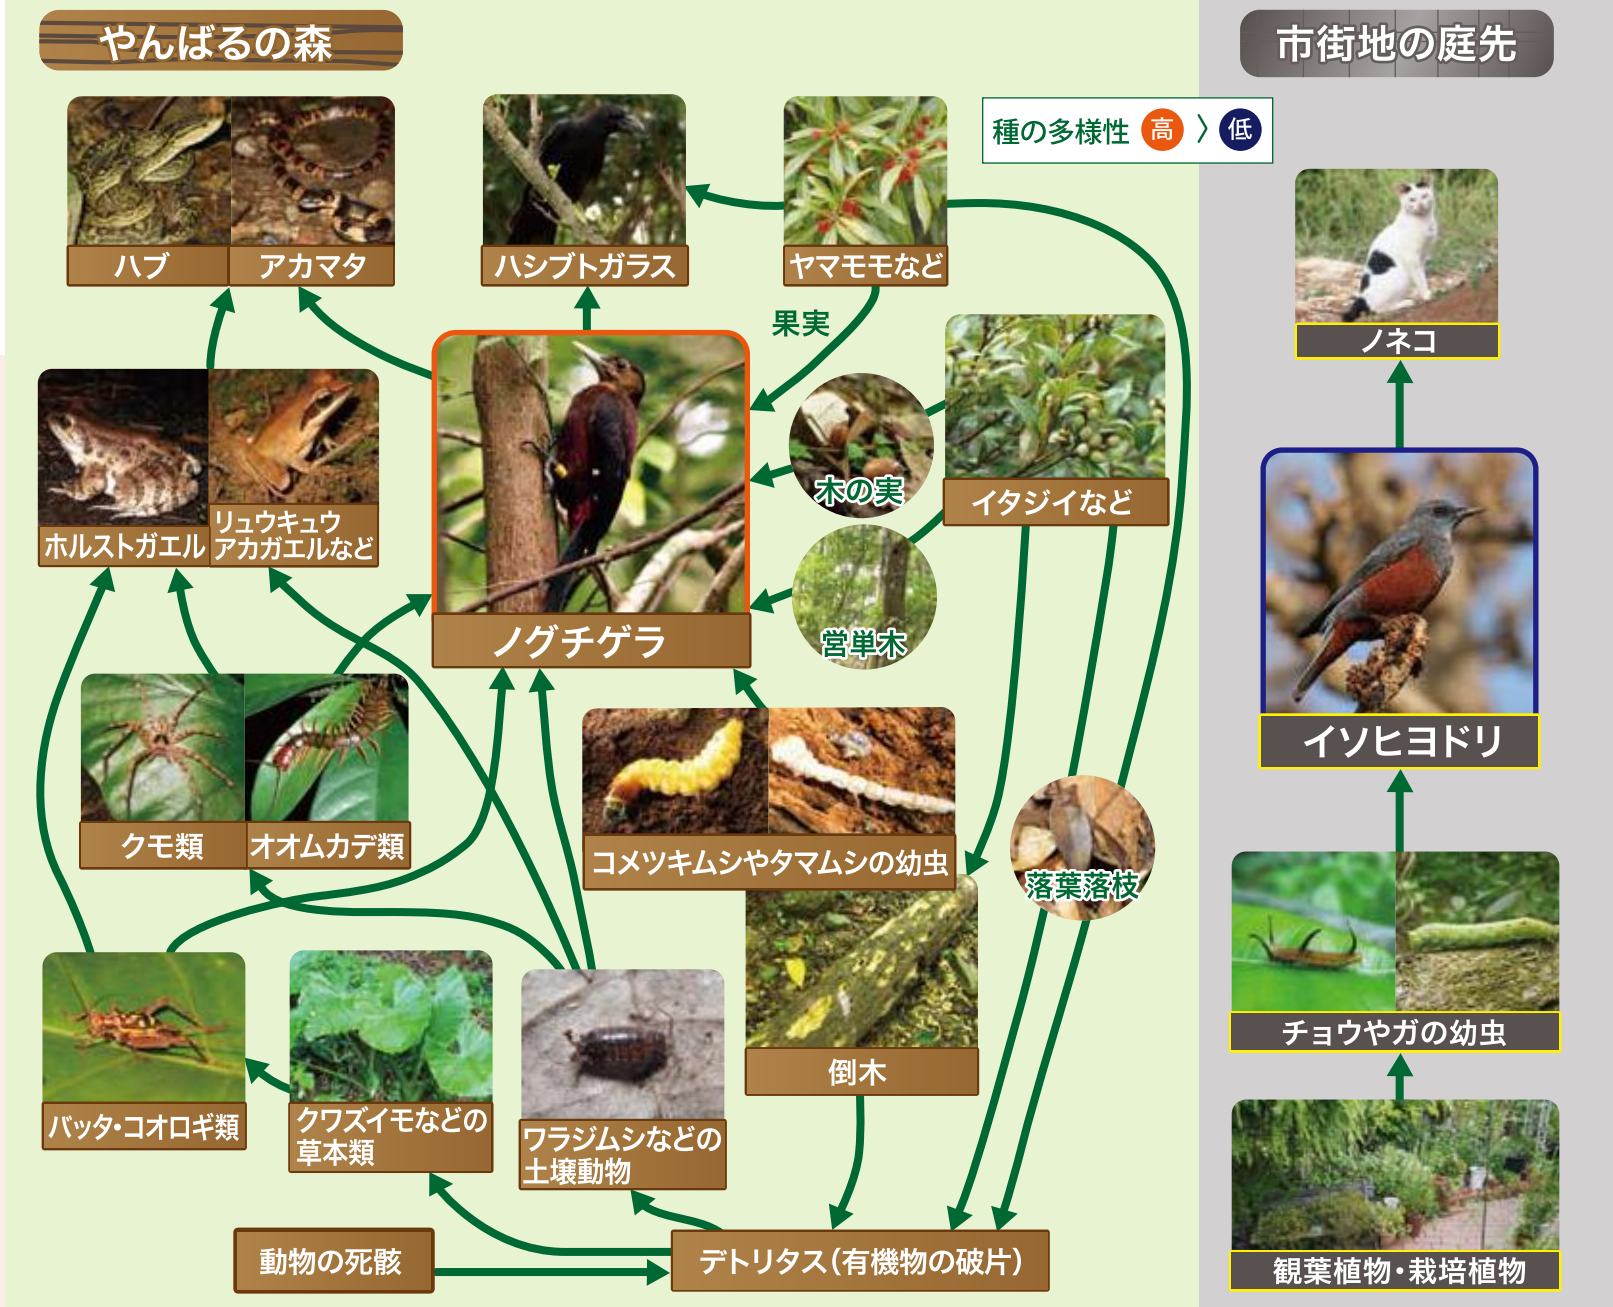 やんばるの森
市街地の庭先
種の多様性 高 〉 低
ハブ
アカマタ
ハシブトガラス
ヤマモモなど
果実
ノネコ
ホルストガエル
リュウキュウ
アカガエルなど
木の実
イタジイなど
営単木
ノグチゲラ
イソヒヨドリ
クモ類
オオムカデ類
コメツキムシやタマムシの幼虫
落葉落枝
チョウやガの幼虫
倒木
バッタ・コオロギ類
クワズイモなどの
草本類
ワラジムシなどの
土壌動物
動物の死骸
デトリタス(有機物の破片)
観葉植物・栽培植物